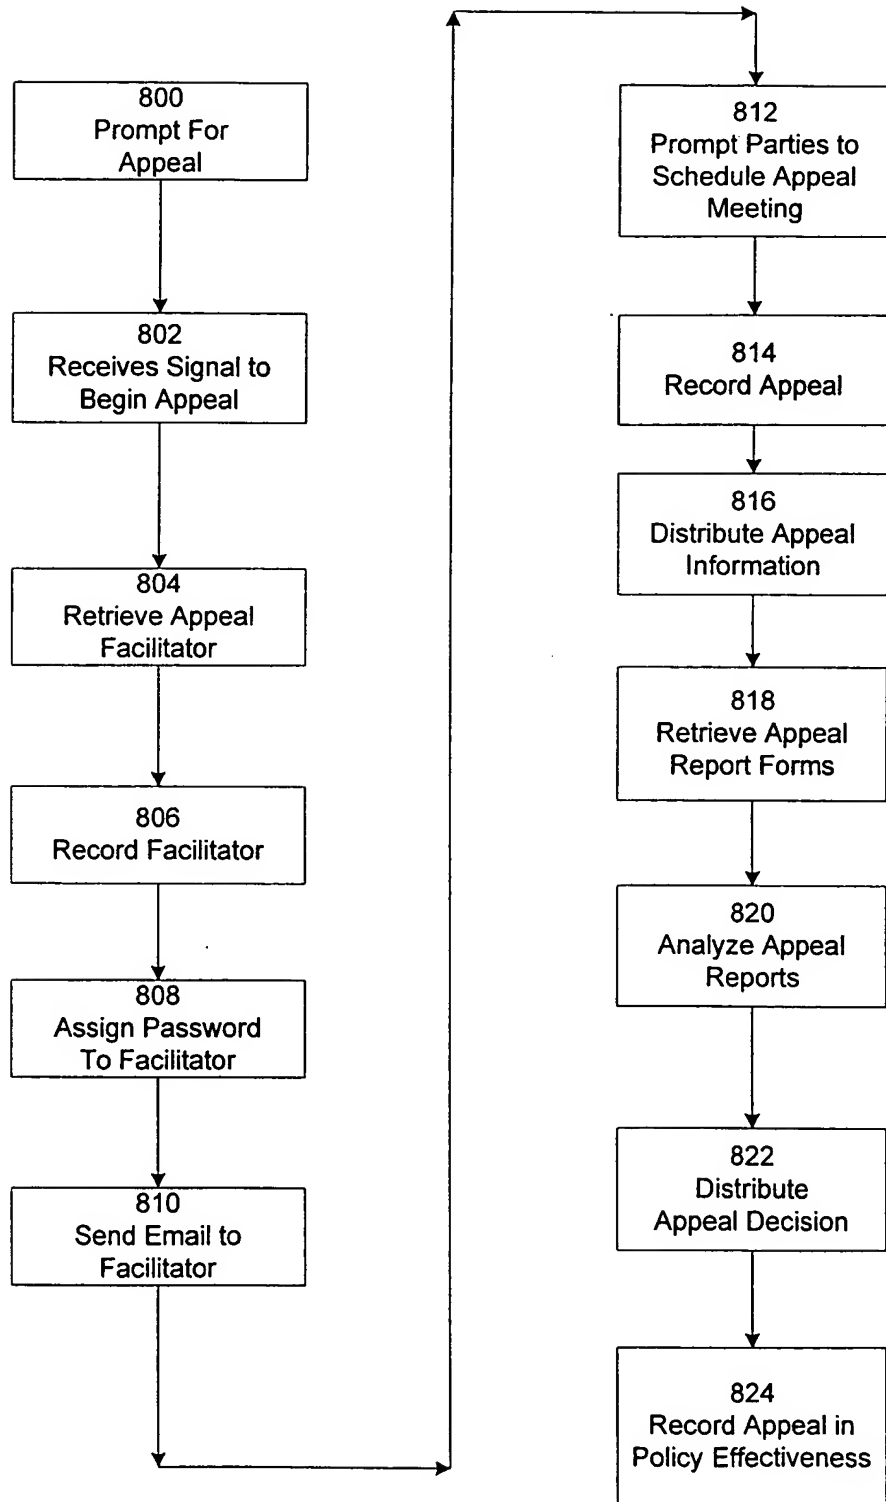 800
Prompt For
Appeal
802
Receives Signal to
Begin Appeal
804
Retrieve Appeal
Facilitator
806
Record Facilitator
808
Assign Password
To Facilitator
810
Send Email to
Facilitator
812
Prompt Parties to
Schedule Appeal
Meeting
814
Record Appeal
816
Distribute Appeal
Information
818
Retrieve Appeal
Report Forms
820
Analyze Appeal
Reports
822
Distribute
Appeal Decision
824
Record Appeal in
Policy Effectiveness